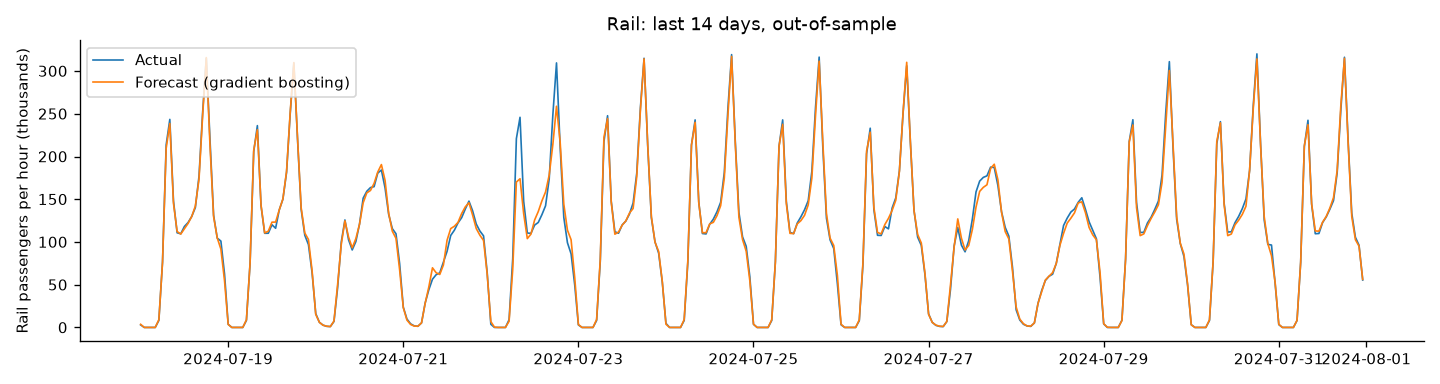 Rail: last 14 days, out-of-sample
Rail passengers per hour (thousands)
300
250
200
150
100
50
0
Actual
Forecast (gradient boosting)
2024-07-19 2024-07-21 2024-07-23 2024-07-25 2024-07-27 2024-07-29 2024-07-31 2024-08-01